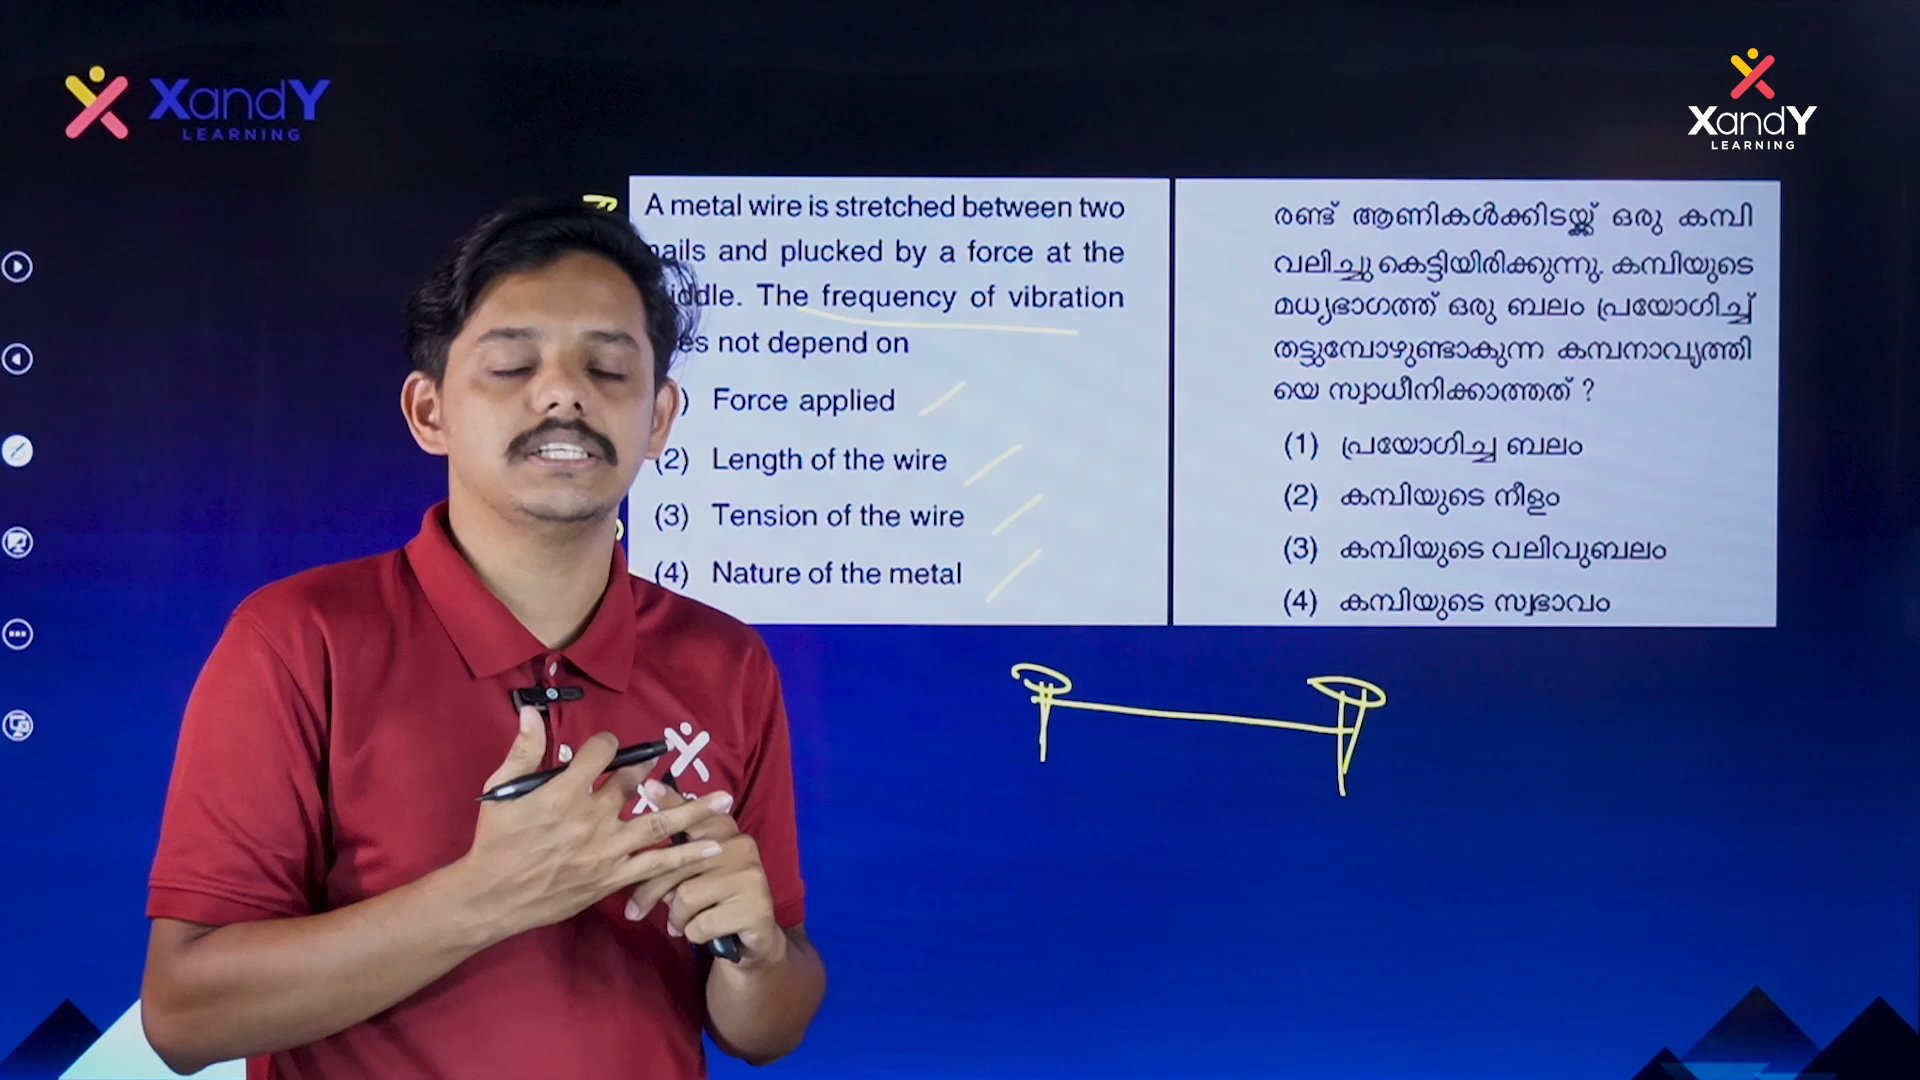 XandY
LEARNING
XandY
LEARNING
A metal wire is stretched between two
nails and plucked by a force at the
middle. The frequency of vibration
es not depend on
) Force applied
(2) Length of the wire
(3) Tension of the wire
(4) Nature of the metal
രണ്ട് ആണികൾക്കിടയ്ക്ക് ഒരു കമ്പി
വലിച്ചു കെട്ടിയിരിക്കുന്നു. കമ്പിയുടെ
മധ്യഭാഗത്ത് ഒരു ബലം പ്രയോഗിച്ച്
തട്ടുമ്പോഴുണ്ടാകുന്ന കമ്പനാവൃത്തി
യെ സ്വാധീനിക്കാത്തത് ?
(1) പ്രയോഗിച്ച ബലം
(2) കമ്പിയുടെ നീളം
(3) കമ്പിയുടെ വലിവുബലം
(4) കമ്പിയുടെ സ്വഭാവം